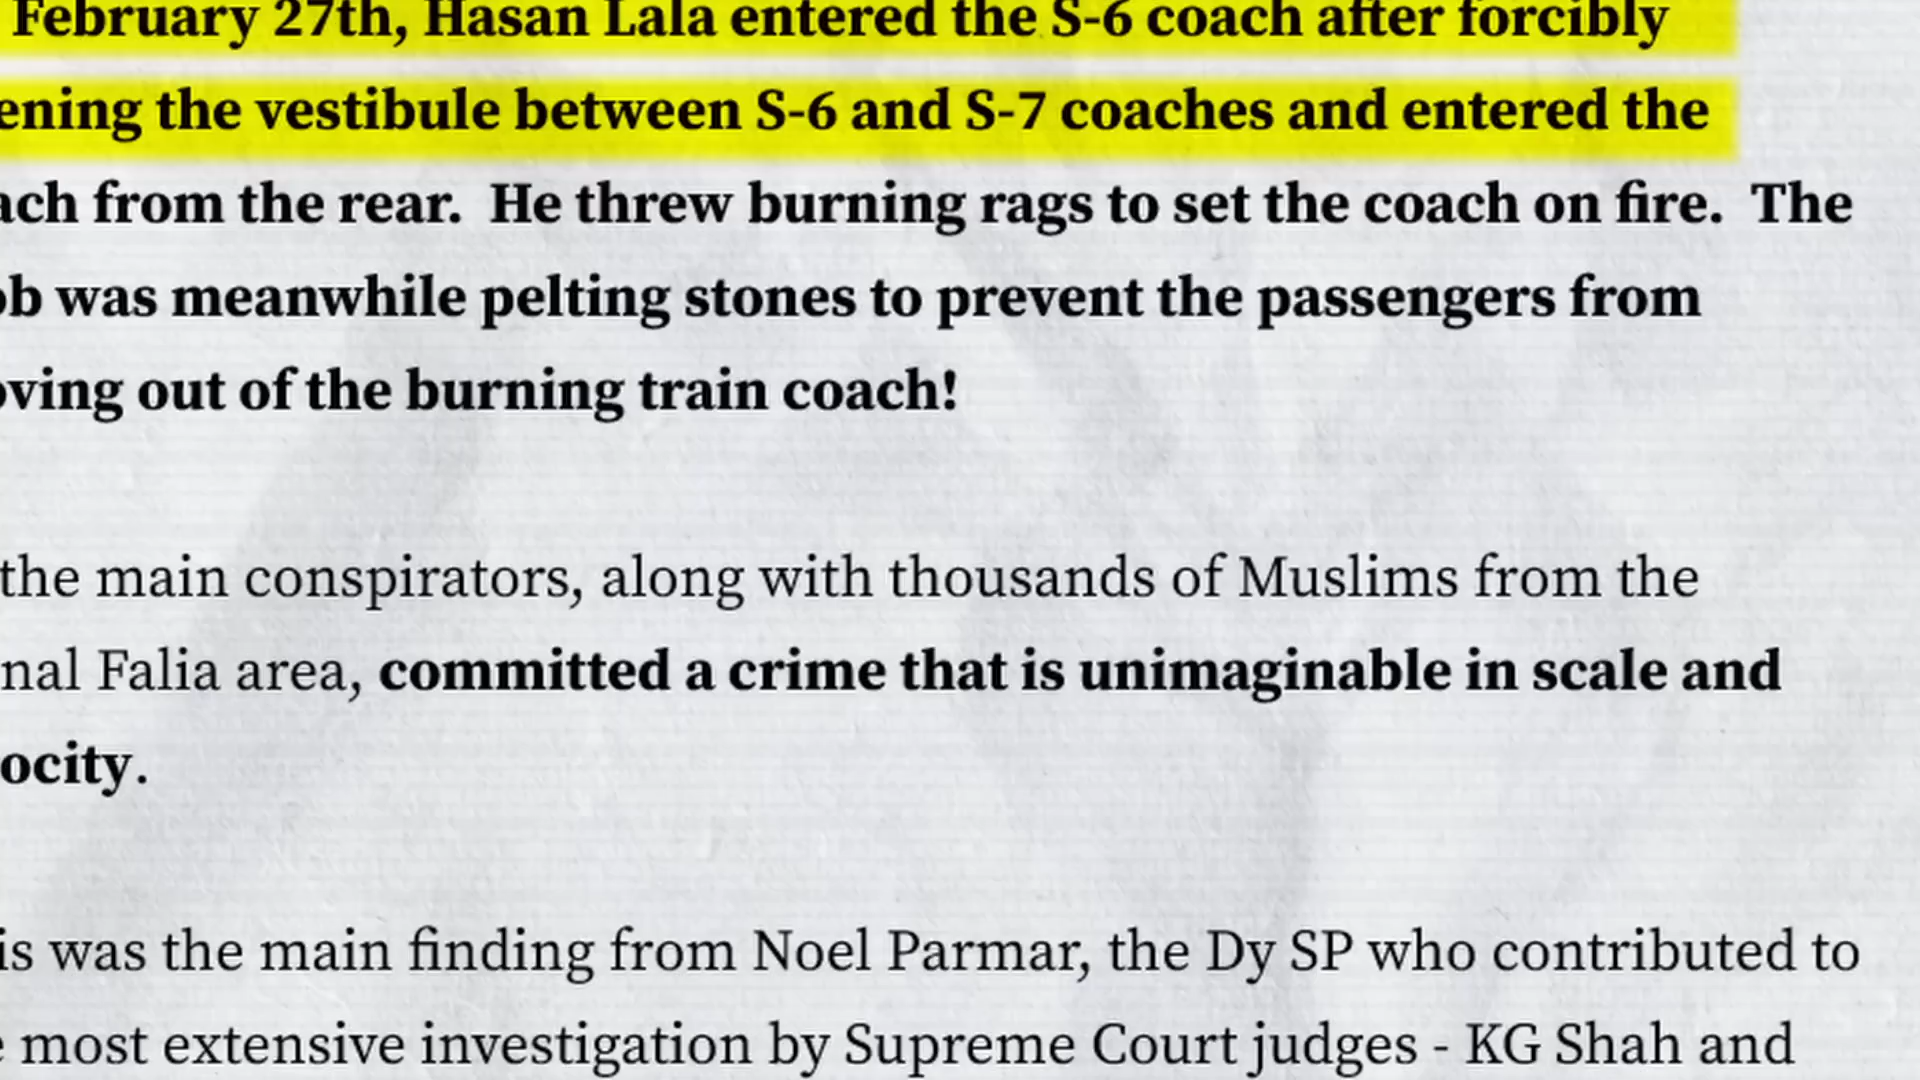 February 27th, Hasan Lala entered the S-6 coach after forcibly
ening the vestibule between S-6 and S-7 coaches and entered the
ach from the rear. He threw burning rags to set the coach on fire. The
ob was meanwhile pelting stones to prevent the passengers from
oving out of the burning train coach!
the main conspirators, along with thousands of Muslims from the
nal Falia area, committed a crime that is unimaginable in scale and
ocity.
is was the main finding from Noel Parmar, the Dy SP who contributed to
e most extensive investigation by Supreme Court judges - KG Shah and